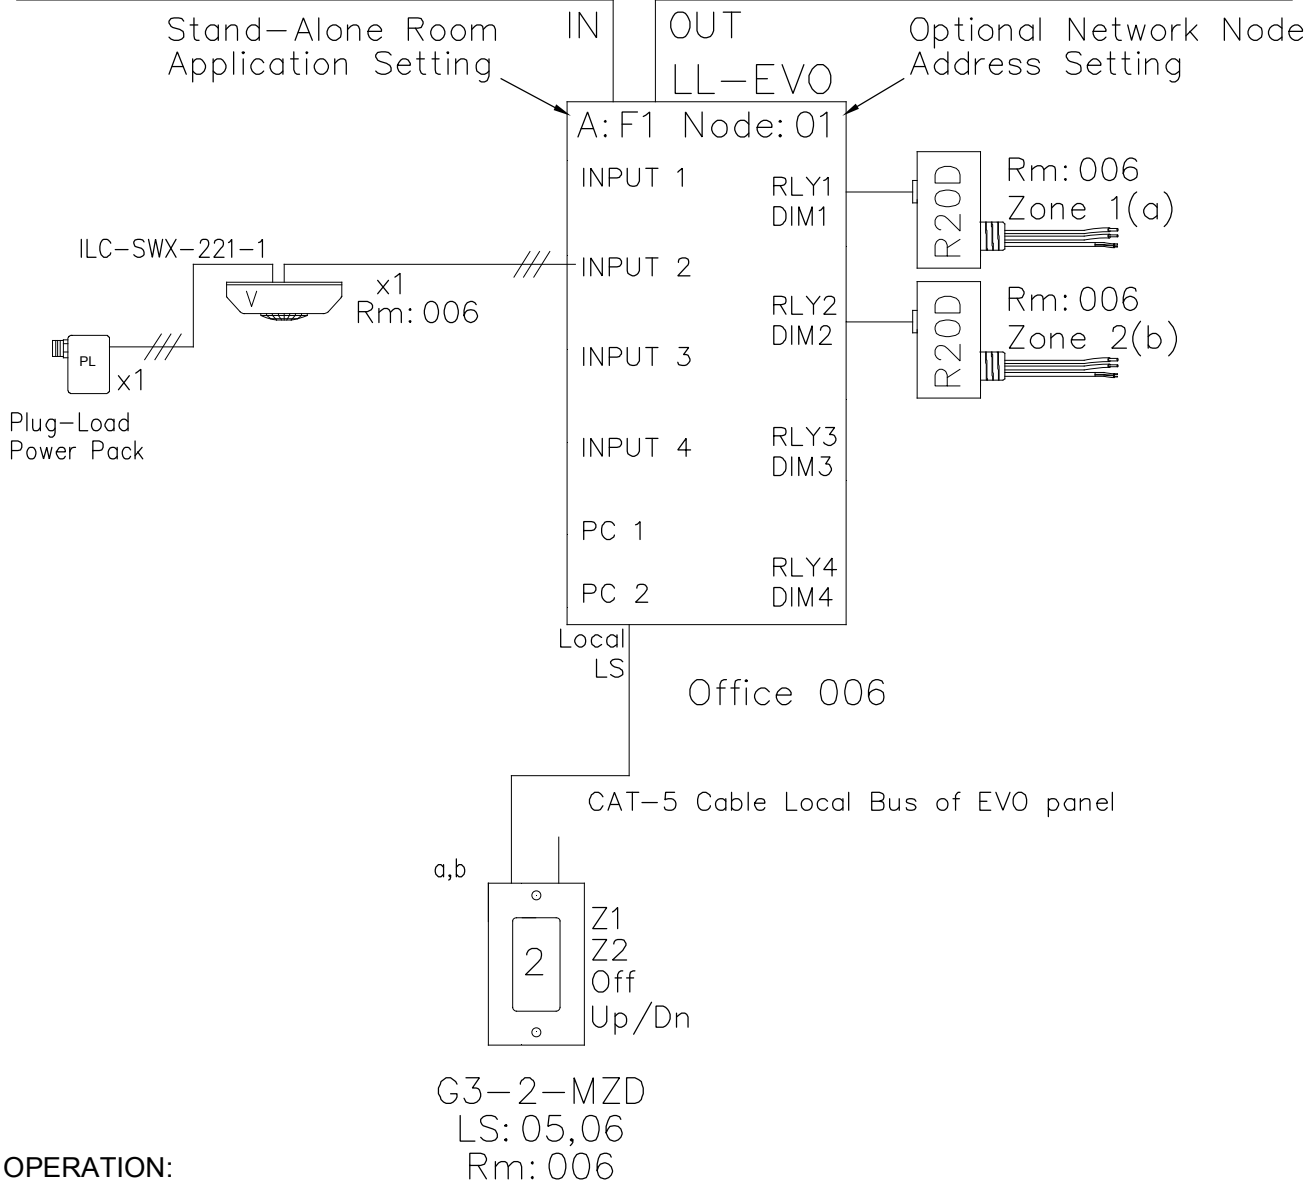 Stand-Alone Room
Application Setting
IN
OUT
Optional Network Node
Address Setting
LL-EVO
A: F1 Node: 01
INPUT 1
INPUT 2
INPUT 3
INPUT 4
PC 1
PC 2
RLY1
DIM1
RLY2
DIM2
RLY3
DIM3
RLY4
DIM4
R20D
Rm: 006
Zone 1(a)
R20D
Rm: 006
Zone 2(b)
ILC-SWX-221-1
V
x1
Rm: 006
PL
x1
Plug-Load
Power Pack
Local
LS
Office 006
CAT-5 Cable Local Bus of EVO panel
a,b
2
Z1
Z2
Off
Up/Dn
G3-2-MZD
LS: 05,06
Rm: 006
OPERATION: